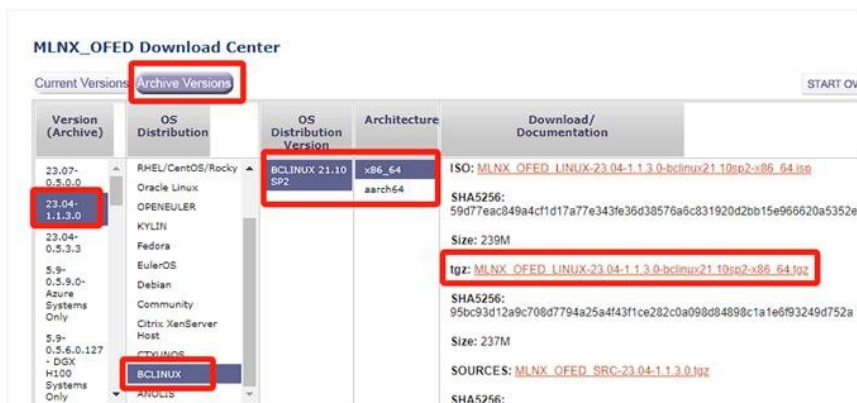 MLNX_OFED Download Center
Current Versions
Archive Versions
START OV
Version (Archive)
OS Distribution
OS Distribution Version
Architecture
Download/ Documentation
23.07-
0.5.0.0
23.04-
1.1.3.0
23.04-
0.5.3.3
5.9-
0.5.9.0-
Azure
Systems
Only
5.9-
0.5.6.0.127
- DGX
H100
Systems
Only
RHEL/CentOS/Rocky
Oracle Linux
OPENEULER
KYLIN
Fedora
EulerOS
Debian
Community
Citrix XenServer
Host
CTYUNOS
BCLINUX
ANOLIS
BCLINUX 21.10
SP2
x86_64
aarch64
ISO: MLNX_OFED_LINUX-23.04-1.1.3.0-bclinux21.10sp2-x86_64.iso
SHA5256:
59d77eac849a4cf1d17a77e343fe36d38576a6c831920d2bb15e966620a5352e
Size: 239M
tgz: MLNX_OFED_LINUX-23.04-1.1.3.0-bclinux21.10sp2-x86_64.tgz
SHA5256:
95bc93d12a9c708d7794a25a4f43f1ce282c0a098d84898c1a1e6f93249d752a
Size: 237M
SOURCES: MLNX_OFED_SRC-23.04-1.1.3.0.tgz
SHA5256: